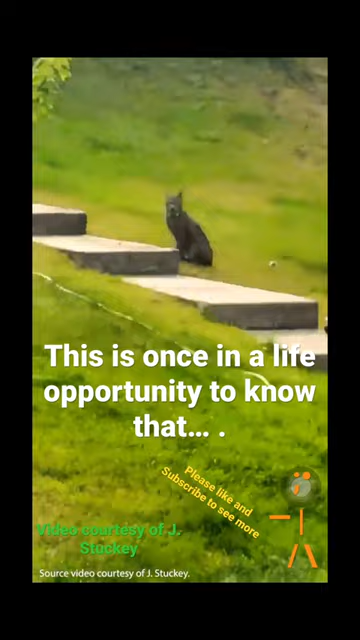 This is once in a life
opportunity to know
that... .
Please like and
Subscribe to see more
Video courtesy of J.
Stuckey
Source video courtesy of J. Stuckey.